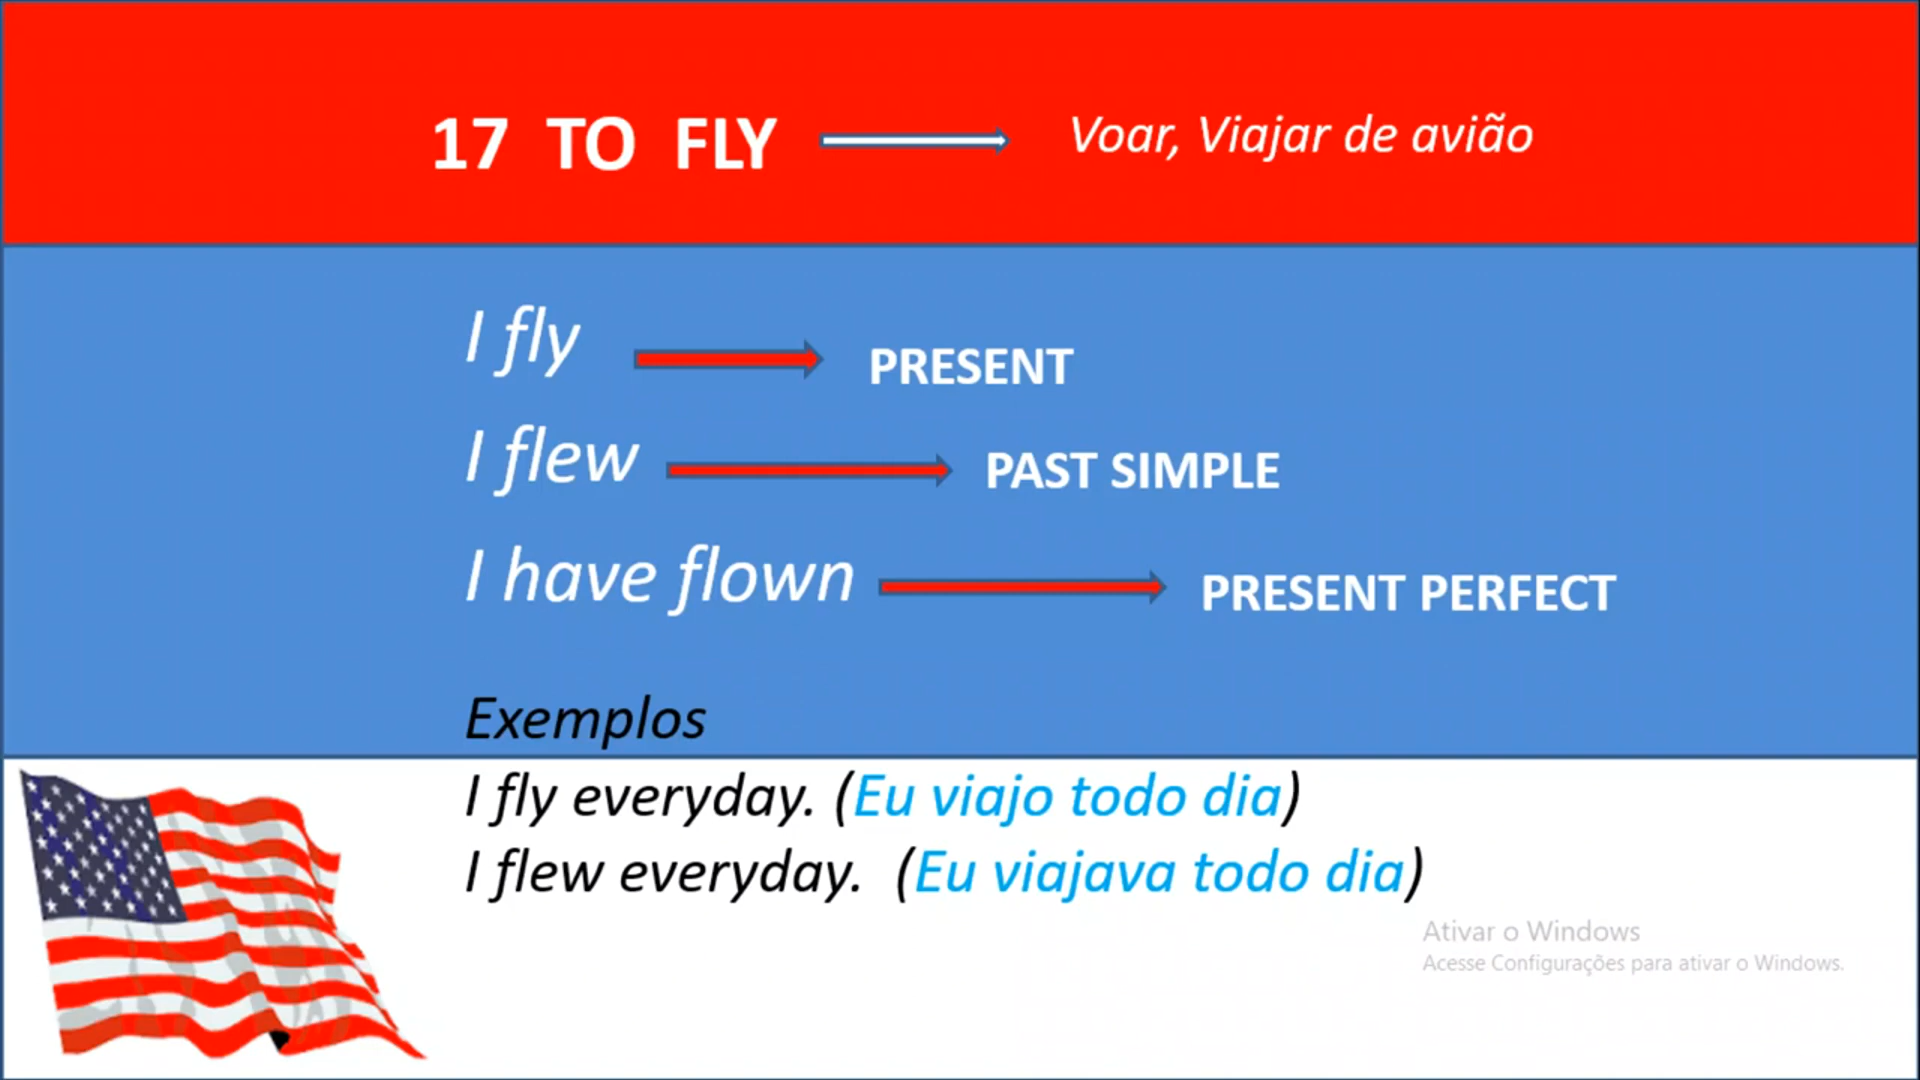 17 TO FLY Voar, Viajar de avião
I fly PRESENT
I flew PAST SIMPLE
I have flown PRESENT PERFECT
Exemplos
I fly everyday. (Eu viajo todo dia)
I flew everyday. (Eu viajava todo dia)
Ativar o Windows
Acesse Configurações para ativar o Windows.